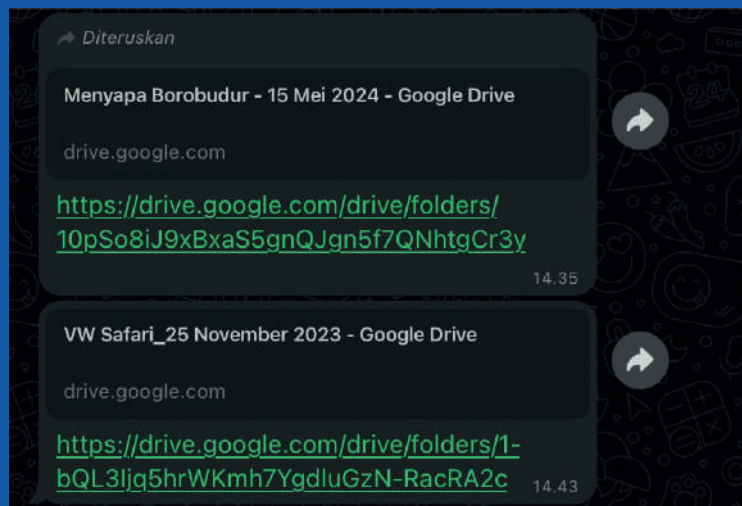 Diteruskan
Menyapa Borobudur - 15 Mei 2024 - Google Drive
drive.google.com
https://drive.google.com/drive/folders/
10pSo8iJ9xBxaS5gnQJgn5f7QNhtgCr3y
14.35
VW Safari_25 November 2023 - Google Drive
drive.google.com
https://drive.google.com/drive/folders/1-
bQL3Ijq5hrWKmh7YgdIuGzN-RacRA2c
14.43